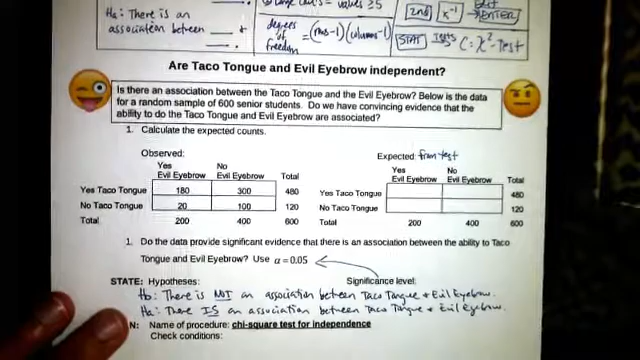 Ha: There is an
association between ___ +
Large Counts = values ≥5
degrees
of
freedom
=(rows-1)(columns-1)
2nd x⁻¹ → EDIT
→ENTER
STAT TESTS C: X²-Test
Are Taco Tongue and Evil Eyebrow independent?
Is there an association between the Taco Tongue and the Evil Eyebrow? Below is the data
for a random sample of 600 senior students. Do we have convincing evidence that the
ability to do the Taco Tongue and Evil Eyebrow are associated?
1. Calculate the expected counts.
Observed:
Expected: from test
Yes Evil Eyebrow No Evil Eyebrow Total
Yes Taco Tongue 180 300 480
No Taco Tongue 20 100 120
Total 200 400 600
Yes Evil Eyebrow No Evil Eyebrow Total
Yes Taco Tongue 480
No Taco Tongue 120
Total 200 400 600
1. Do the data provide significant evidence that there is an association between the ability to Taco
Tongue and Evil Eyebrow? Use α = 0.05
STATE: Hypotheses: Significance level:
Ho: There is NOT an association between Taco Tongue + Evil Eyebrow.
Ha: There IS an association between Taco Tongue + Evil Eyebrow.
N: Name of procedure: chi-square test for independence
Check conditions: